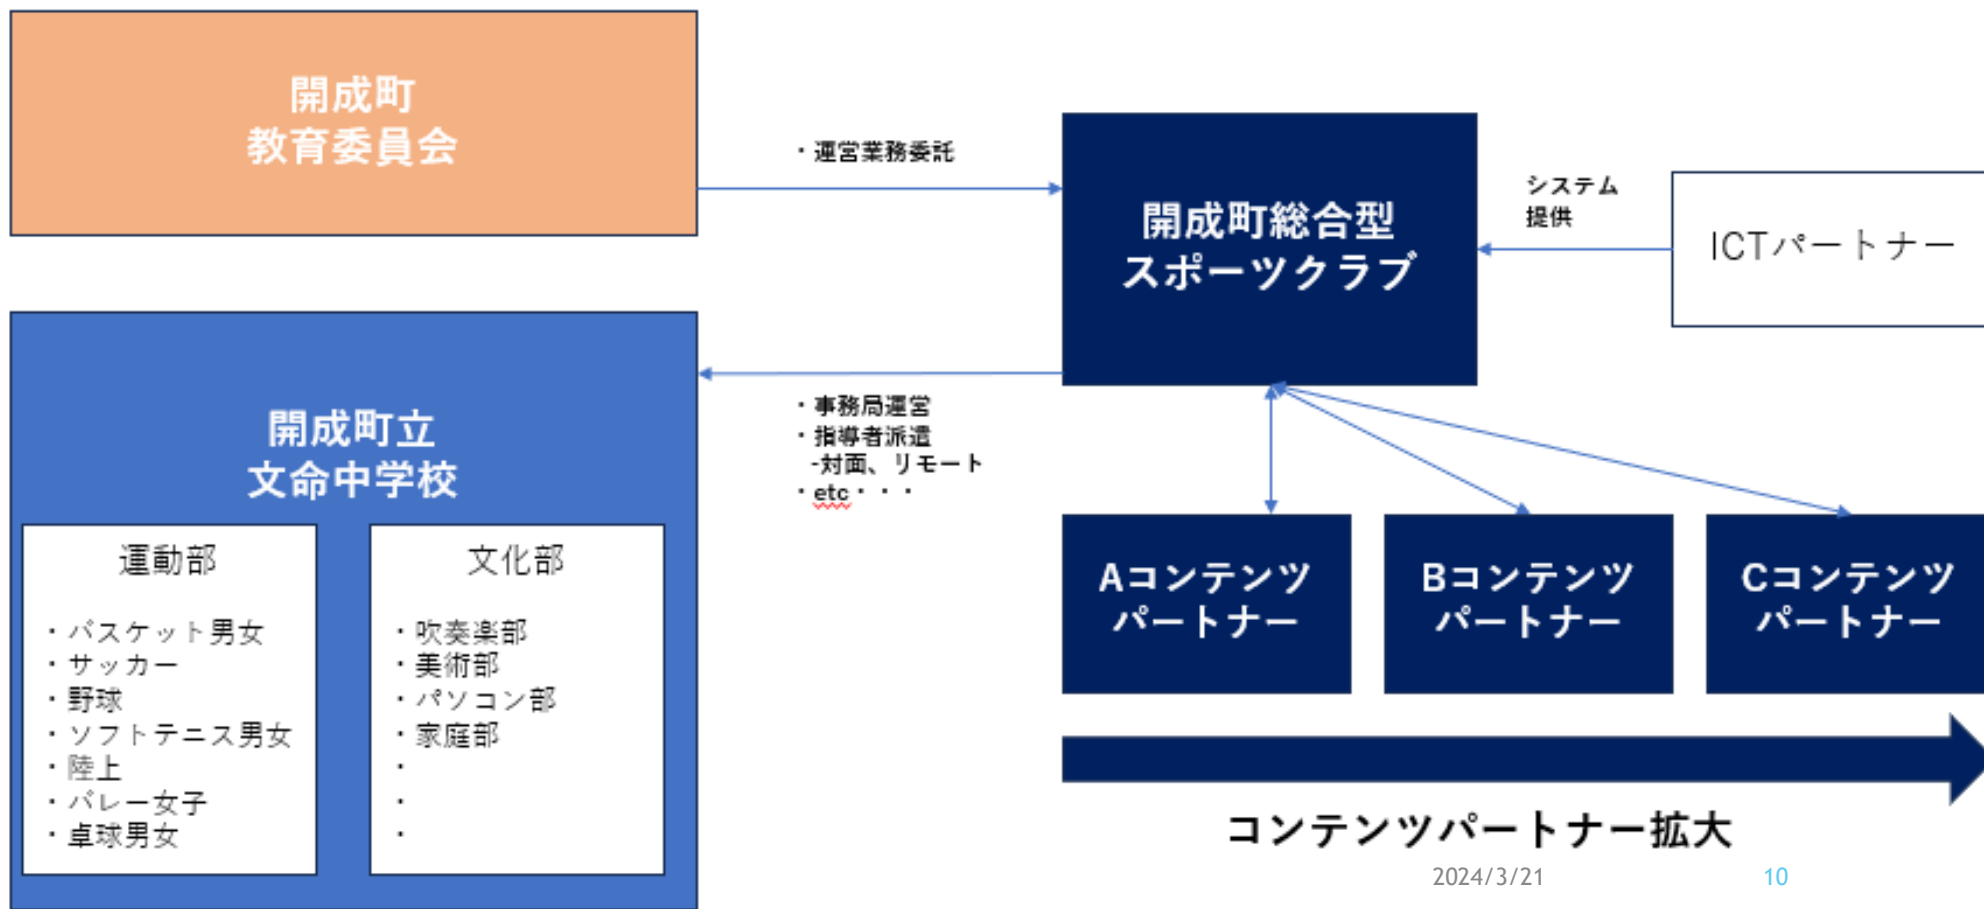 開成町
教育委員会
・運営業務委託
開成町総合型
スポーツクラブ
システム
提供
ICTパートナー
開成町立
文命中学校
・事務局運営
・指導者派遣
-対面、リモート
・etc・・・
運動部
・バスケット男女
・サッカー
・野球
・ソフトテニス男女
・陸上
・バレー女子
・卓球男女
文化部
・吹奏楽部
・美術部
・パソコン部
・家庭部
・
・
・
Aコンテンツ
パートナー
Bコンテンツ
パートナー
Cコンテンツ
パートナー
コンテンツパートナー拡大
2024/3/21
10